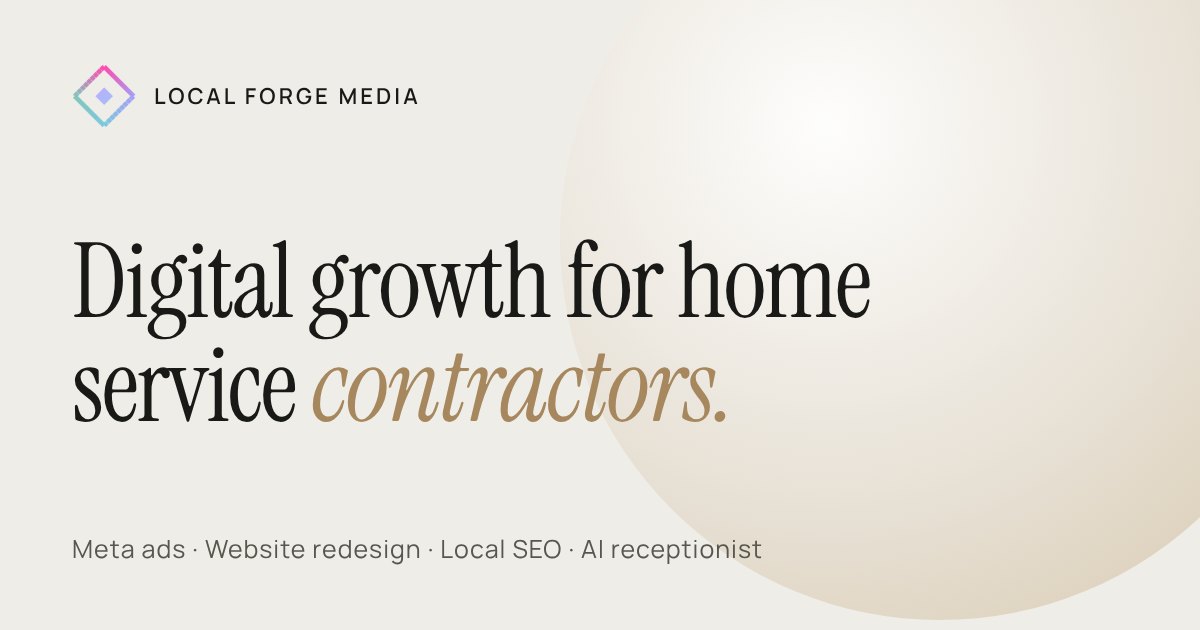 LOCAL FORGE MEDIA
Digital growth for home
service contractors.
Meta ads · Website redesign · Local SEO · AI receptionist